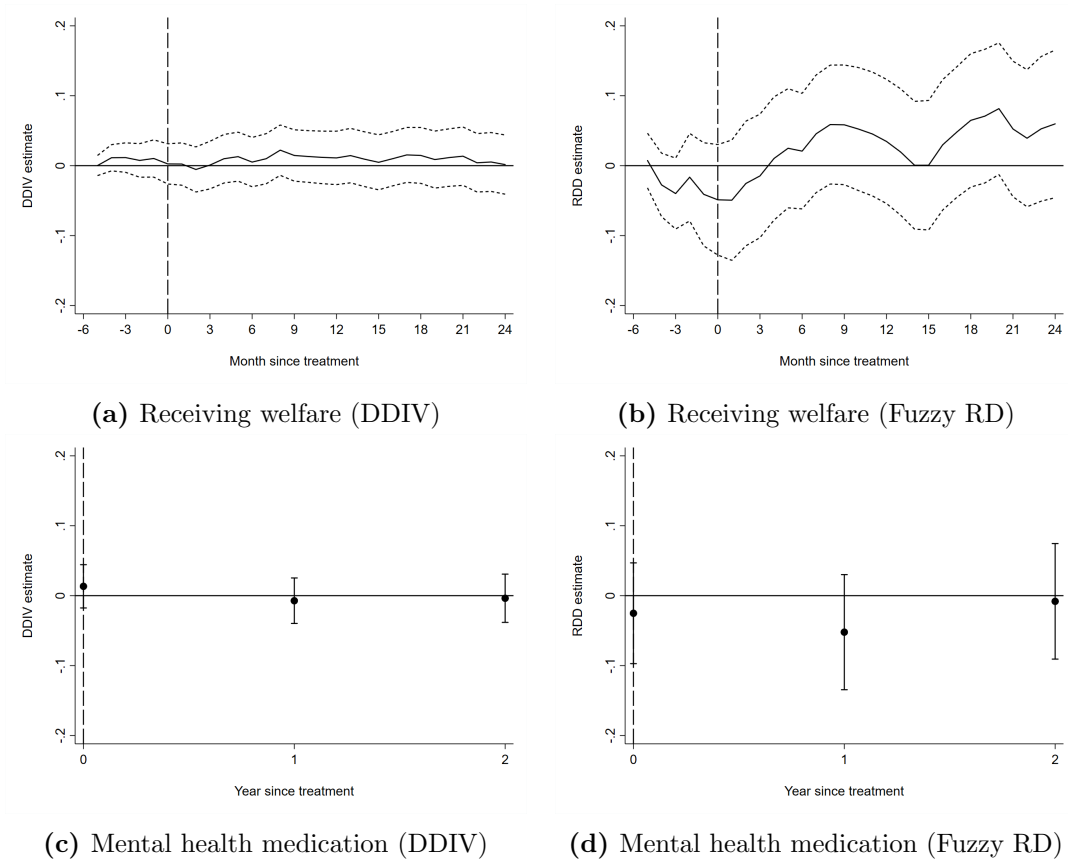 DDIV estimate
.2
.1
0
-.1
-.2
-6 -3 0 3 6 9 12 15 18 21 24
Month since treatment
(a) Receiving welfare (DDIV)
RDD estimate
.2
.1
0
-.1
-.2
-6 -3 0 3 6 9 12 15 18 21 24
Month since treatment
(b) Receiving welfare (Fuzzy RD)
DDIV estimate
.2
.1
0
-.1
-.2
0 1 2
Year since treatment
(c) Mental health medication (DDIV)
RDD estimate
.2
.1
0
-.1
-.2
0 1 2
Year since treatment
(d) Mental health medication (Fuzzy RD)